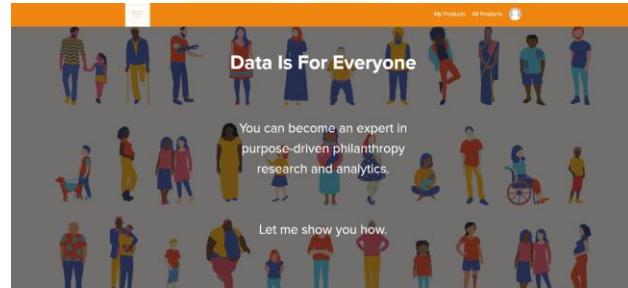 My Products All Products
Data Is For Everyone
You can become an expert in
purpose-driven philanthropy
research and analytics.
Let me show you how.